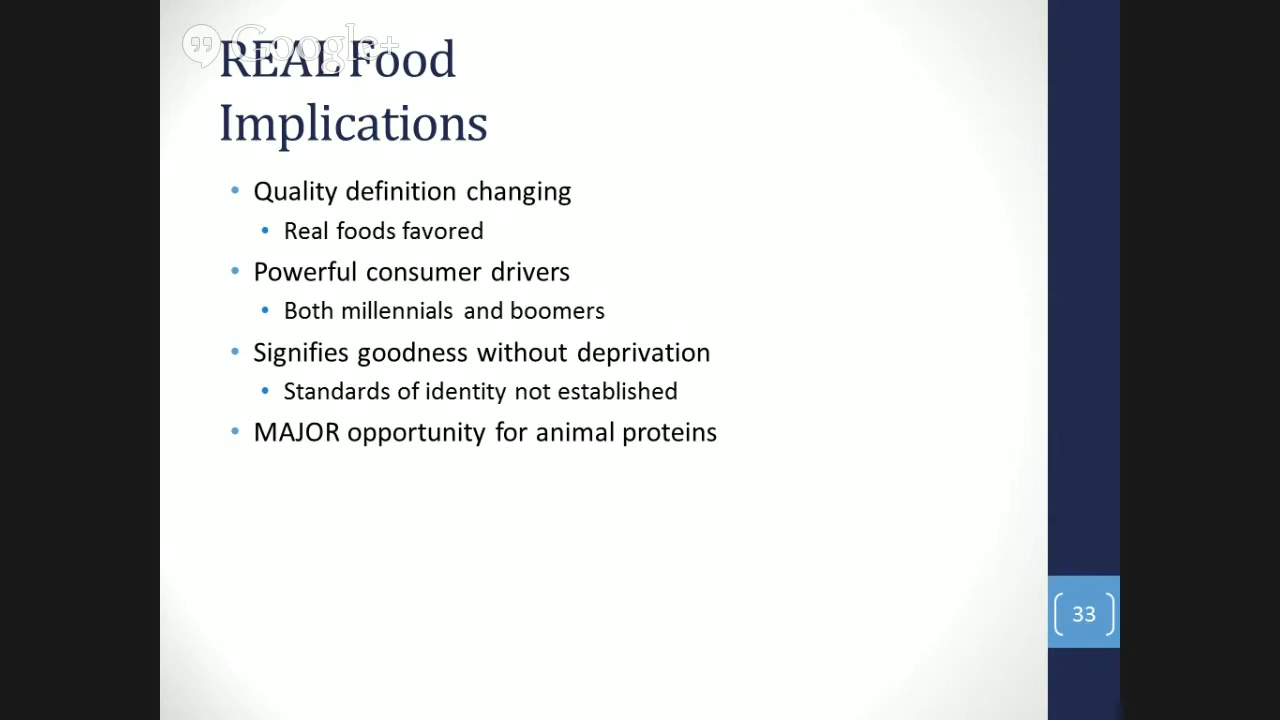 Google+
REAL Food
Implications
• Quality definition changing
• Real foods favored
• Powerful consumer drivers
• Both millennials and boomers
• Signifies goodness without deprivation
• Standards of identity not established
• MAJOR opportunity for animal proteins
33